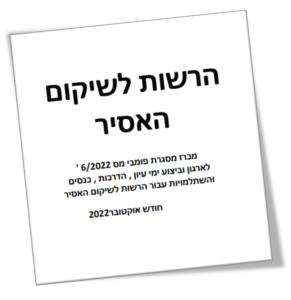 הרשות לשיקום
האסיר
מכרז מסגרת פומבי מס 6/2022 '
לארגון וביצוע ימי עיון , הדרכות , כנסים
והשתלמויות עבור הרשות לשיקום האסיר
חודש אוקטובר2022